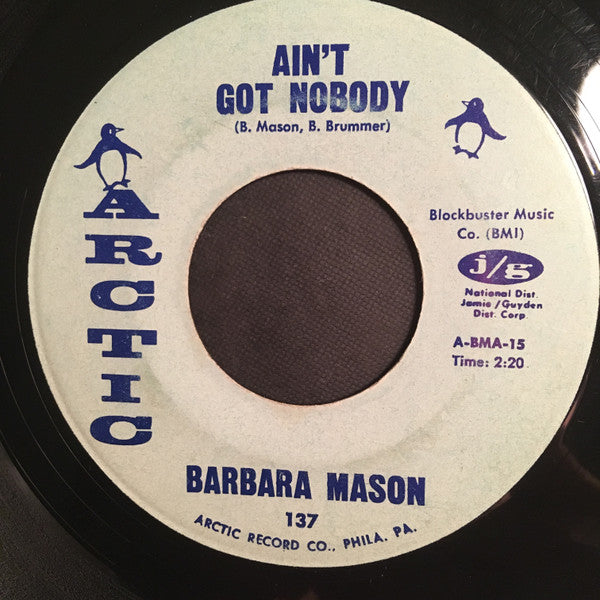 AIN'T
GOT NOBODY
(B. Mason, B. Brummer)
ARCTIC
Blockbuster Music
Co. (BMI)
j/g
National Dist.
Jamie/Guyden
Dist. Corp.
A-BMA-15
Time: 2:20
BARBARA MASON
137
ARCTIC RECORD CO., PHILA. PA.